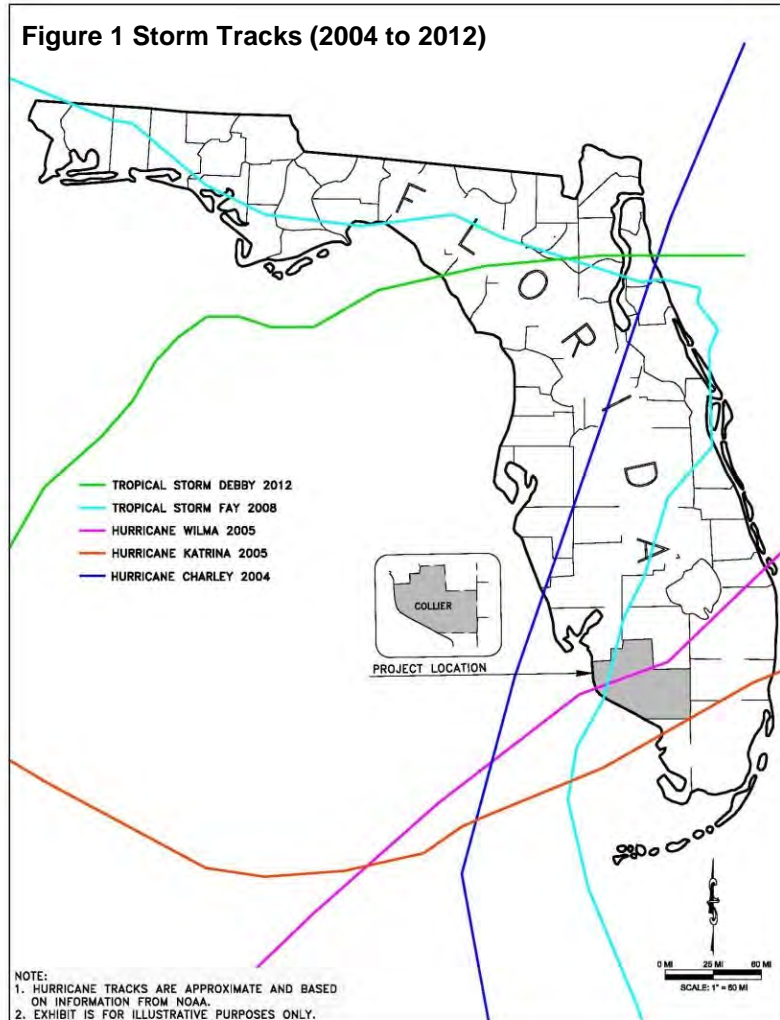 Figure 1 Storm Tracks (2004 to 2012)
FLORIDA
TROPICAL STORM DEBBY 2012
TROPICAL STORM FAY 2008
HURRICANE WILMA 2005
HURRICANE KATRINA 2005
HURRICANE CHARLEY 2004
COLLIER
PROJECT LOCATION
0 MI 25 MI 50 MI
SCALE: 1" = 50 MI
NOTE:
1. HURRICANE TRACKS ARE APPROXIMATE AND BASED
ON INFORMATION FROM NOAA.
2. EXHIBIT IS FOR ILLUSTRATIVE PURPOSES ONLY.